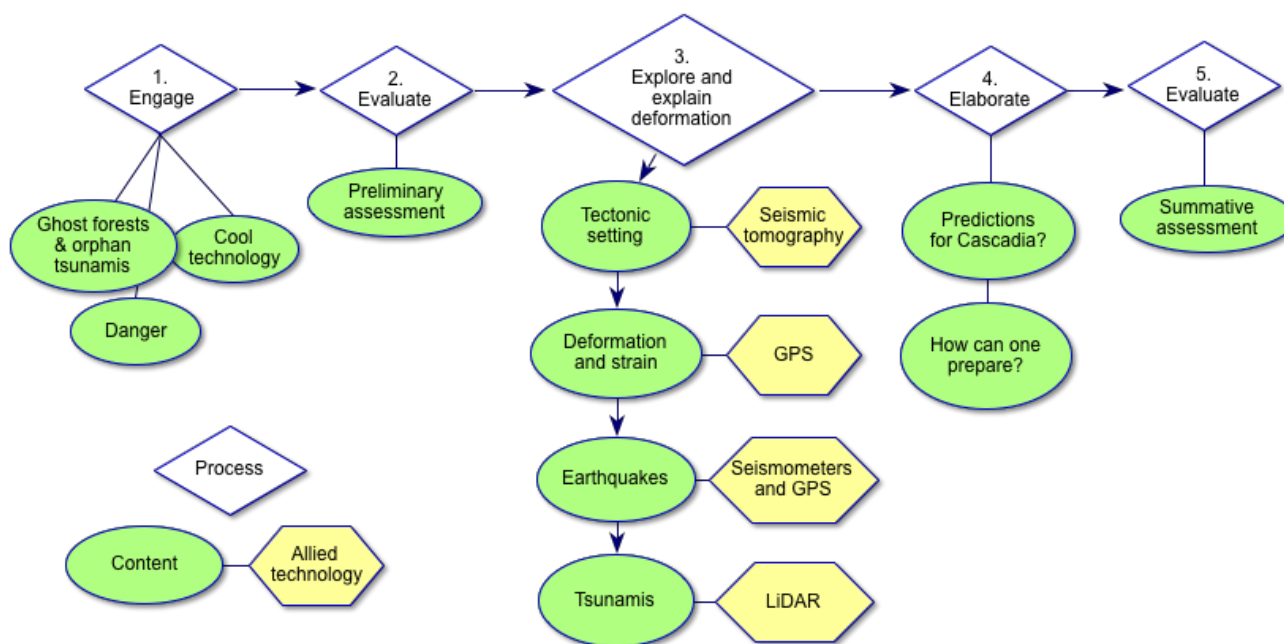 1.
Engage
2.
Evaluate
3.
Explore and
explain
deformation
4.
Elaborate
5.
Evaluate
Ghost forests
& orphan
tsunamis
Cool
technology
Danger
Preliminary
assessment
Tectonic
setting
Seismic
tomography
Deformation
and strain
GPS
Earthquakes
Seismometers
and GPS
Tsunamis
LiDAR
Predictions
for Cascadia?
How can one
prepare?
Summative
assessment
Process
Content
Allied
technology